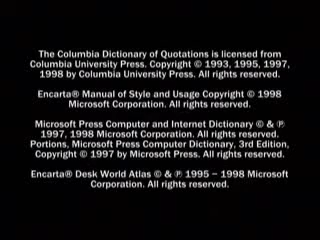 The Columbia Dictionary of Quotations is licensed from
Columbia University Press. Copyright © 1993, 1995, 1997,
1998 by Columbia University Press. All rights reserved.
Encarta® Manual of Style and Usage Copyright © 1998
Microsoft Corporation. All rights reserved.
Microsoft Press Computer and Internet Dictionary © & ℗
1997, 1998 Microsoft Corporation. All rights reserved.
Portions, Microsoft Press Computer Dictionary, 3rd Edition,
Copyright © 1997 by Microsoft Press. All rights reserved.
Encarta® Desk World Atlas © & ℗ 1995 – 1998 Microsoft
Corporation. All rights reserved.